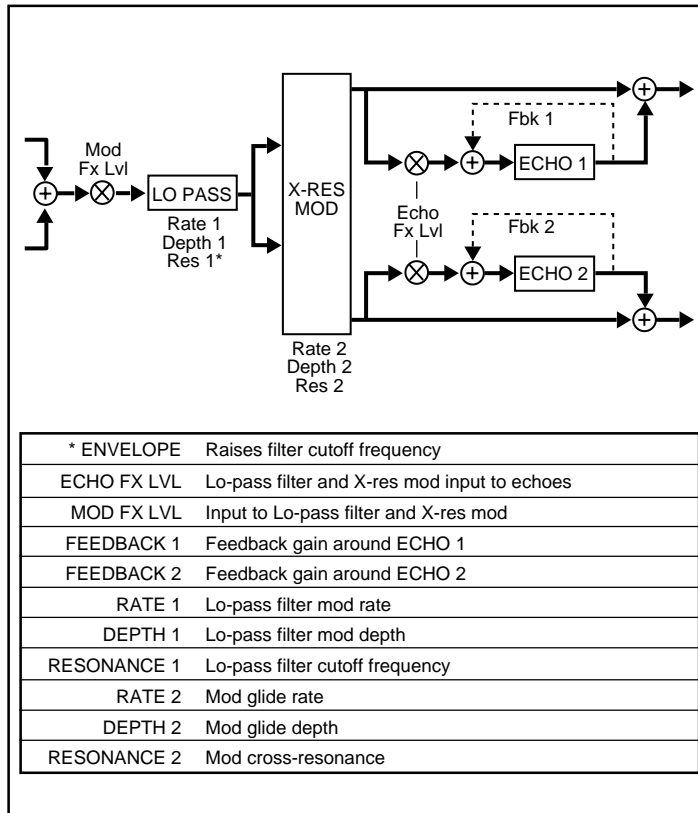 Mod
Fx Lvl
LO PASS
Rate 1
Depth 1
Res 1*
X-RES
MOD
Rate 2
Depth 2
Res 2
Fbk 1
ECHO 1
Echo
Fx Lvl
Fbk 2
ECHO 2
* ENVELOPE Raises filter cutoff frequency
ECHO FX LVL Lo-pass filter and X-res mod input to echoes
MOD FX LVL Input to Lo-pass filter and X-res mod
FEEDBACK 1 Feedback gain around ECHO 1
FEEDBACK 2 Feedback gain around ECHO 2
RATE 1 Lo-pass filter mod rate
DEPTH 1 Lo-pass filter mod depth
RESONANCE 1 Lo-pass filter cutoff frequency
RATE 2 Mod glide rate
DEPTH 2 Mod glide depth
RESONANCE 2 Mod cross-resonance